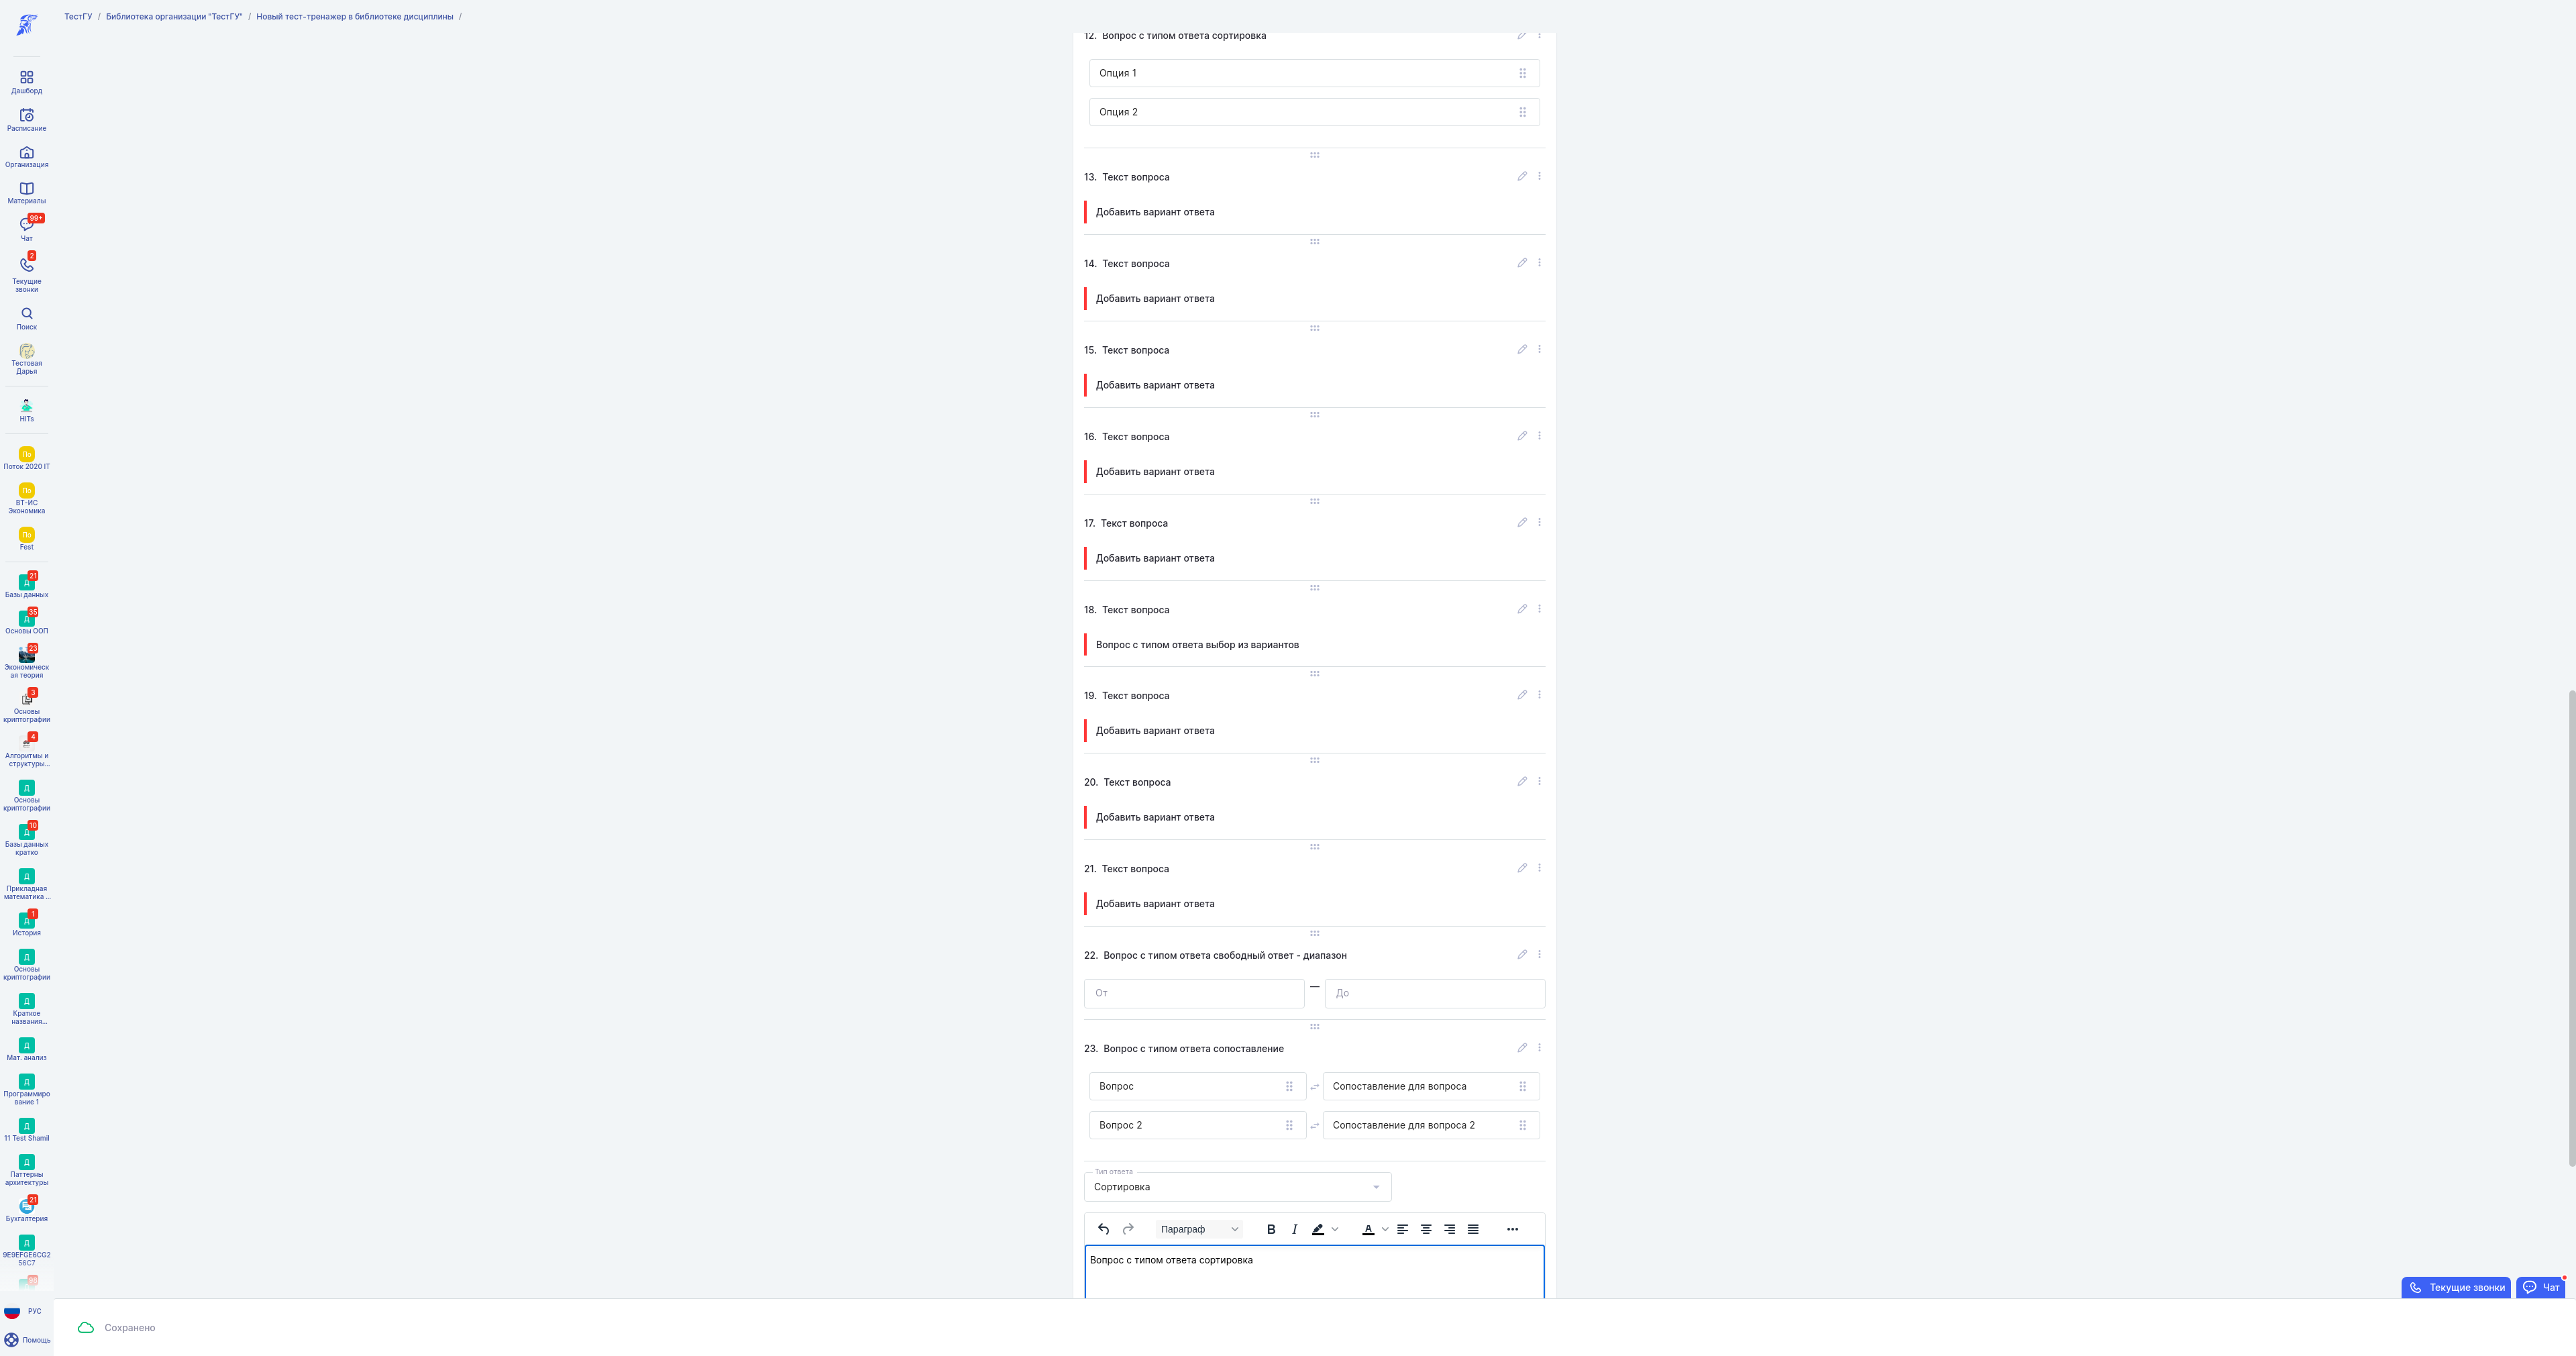 ТестГУ / Библиотека организации "ТестГУ" / Новый тест-тренажер в библиотеке дисциплины /
Дашборд
Расписание
Организация
Материалы
99+
Чат
2
Текущие
звонки
Поиск
Тестовая
Дарья
HITs
По
Поток 2020 IT
По
ВТ-ИС
Экономика
По
Fest
21
Д
Базы данных
35
Д
Основы ООП
23
Экономическ
ая теория
3
Основы
криптографии
4
Алгоритмы и
структуры...
Д
Основы
криптографии
10
Д
Базы данных
кратко
Д
Прикладная
математика ...
1
Д
История
Д
Основы
криптографии
Д
Краткое
названия...
Д
Мат. анализ
Д
Программиро
вание 1
Д
11 Test Shamil
Д
Паттерны
архитектуры
21
Бухгалтерия
Д
9E9EFGE6CG2
56C7
98
РУС
Помощь
12. Вопрос с типом ответа сортировка
Опция 1
Опция 2
13. Текст вопроса
Добавить вариант ответа
14. Текст вопроса
Добавить вариант ответа
15. Текст вопроса
Добавить вариант ответа
16. Текст вопроса
Добавить вариант ответа
17. Текст вопроса
Добавить вариант ответа
18. Текст вопроса
Вопрос с типом ответа выбор из вариантов
19. Текст вопроса
Добавить вариант ответа
20. Текст вопроса
Добавить вариант ответа
21. Текст вопроса
Добавить вариант ответа
22. Вопрос с типом ответа свободный ответ - диапазон
От — До
23. Вопрос с типом ответа сопоставление
Вопрос Сопоставление для вопроса
Вопрос 2 Сопоставление для вопроса 2
Тип ответа
Сортировка
Параграф B I A
Вопрос с типом ответа сортировка
Текущие звонки Чат
Сохранено